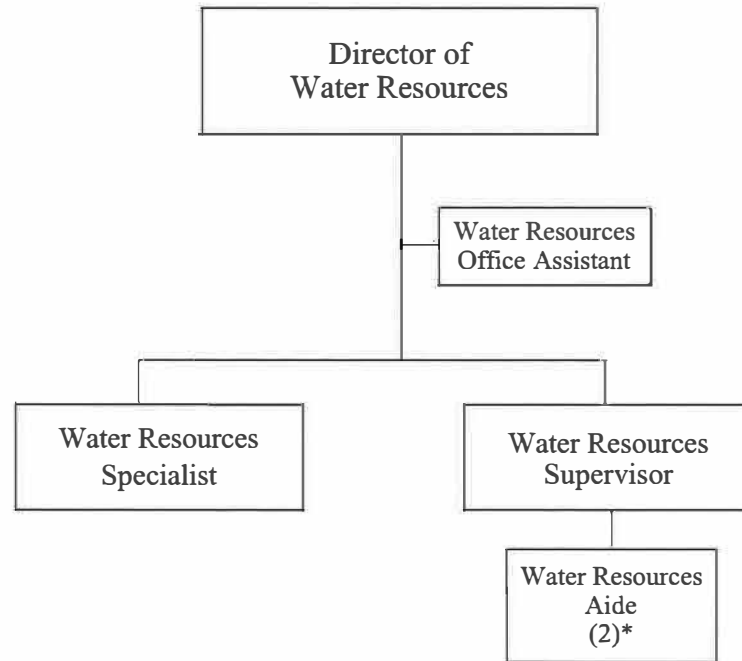 Director of
Water Resources
Water Resources
Office Assistant
Water Resources
Specialist
Water Resources
Supervisor
Water Resources
Aide
(2)*